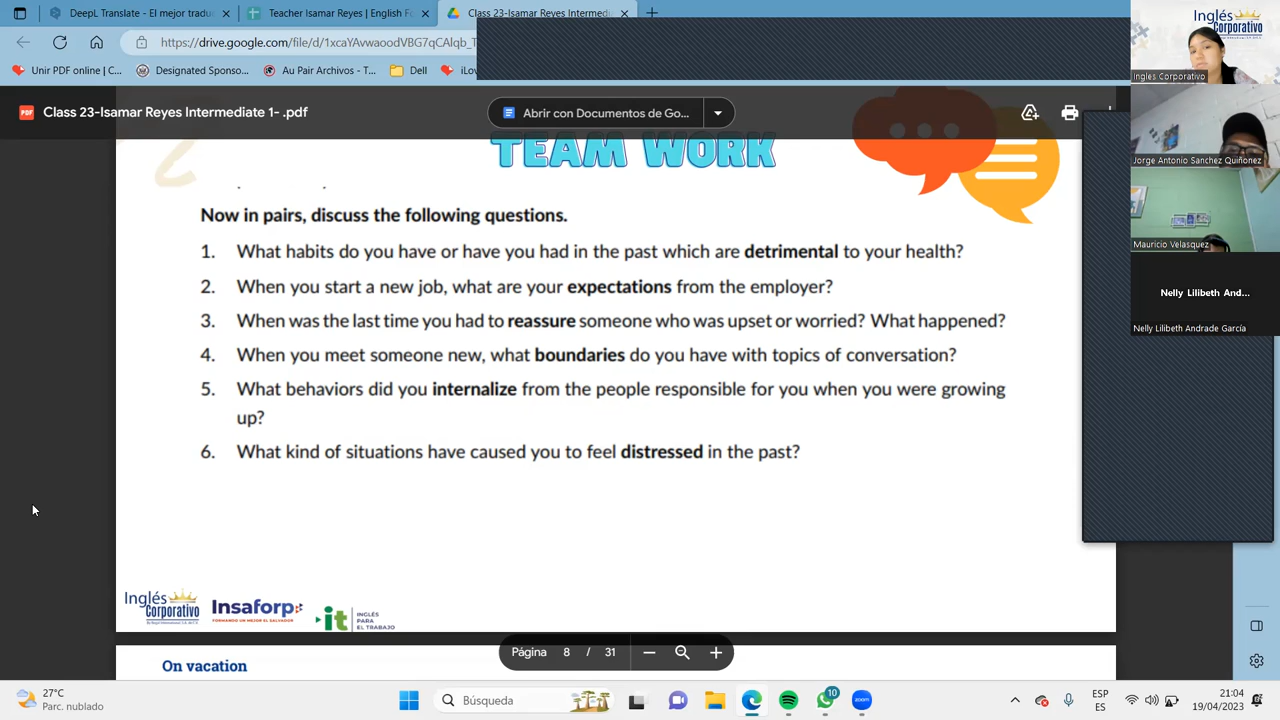 DeepL Translate - El mejor traduc
Teacher Isamar Reyes | English Fo
Class 23-Isamar Reyes Intermedia
https://drive.google.com/file/d/1xcaYAvwaoodVBG7qCAlqb_T
Unir PDF online | C...
Designated Sponso...
Au Pair Archivos - T...
Dell
iLov
Class 23-Isamar Reyes Intermediate 1- .pdf
Abrir con Documentos de Go...
TEAM WORK
Now in pairs, discuss the following questions.
1. What habits do you have or have you had in the past which are detrimental to your health?
2. When you start a new job, what are your expectations from the employer?
3. When was the last time you had to reassure someone who was upset or worried? What happened?
4. When you meet someone new, what boundaries do you have with topics of conversation?
5. What behaviors did you internalize from the people responsible for you when you were growing
up?
6. What kind of situations have caused you to feel distressed in the past?
Inglés
Corporativo
Insaforp
FORMANDO UN MEJOR EL SALVADOR
it
INGLÉS
PARA
EL TRABAJO
Página 8 / 31
On vacation
Inglés
Corporativo
Ingles Corporativo
Jorge Antonio Sanchez Quiñonez
Mauricio Velasquez
Nelly Lilibeth And...
Nelly Lilibeth Andrade García
27°C
Parc. nublado
Búsqueda
10
zoom
ESP
ES
21:04
19/04/2023